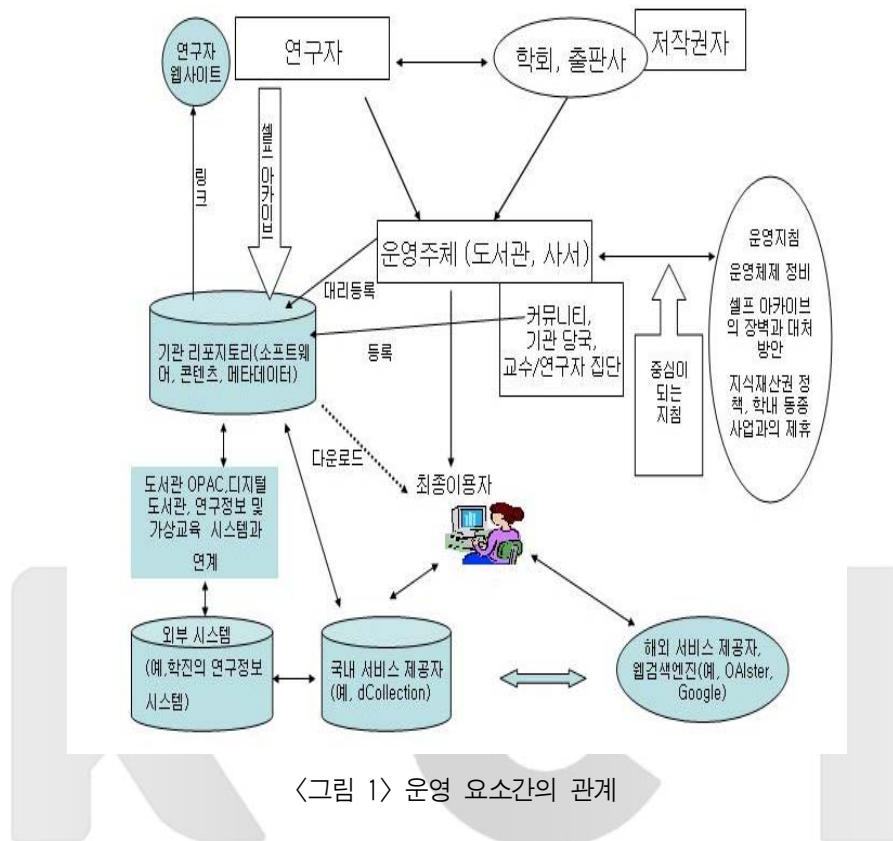 연구자
웹사이트
연구자
학회, 출판사
저작권자
링크
셀프 아카이브
운영주체 (도서관, 사서)
대리등록
커뮤니티,
기관 당국,
교수/연구자 집단
등록
운영지침
운영체제 정비
셀프 아카이브
의 장벽과 대처
방안
지식재산권 정
책, 학내 동종
사업과의 제휴
중심이
되는
지침
기관 리포지토리(소프트웨
어, 콘텐츠, 메타데이터)
다운로드
최종이용자
도서관 OPAC,디지털
도서관, 연구정보 및
가상교육 시스템과
연계
외부 시스템
(예,학진의 연구정보
시스템)
국내 서비스 제공자
(예, dCollection)
해외 서비스 제공자,
웹검색엔진(예, OAIster,
Google)
<그림 1> 운영 요소간의 관계